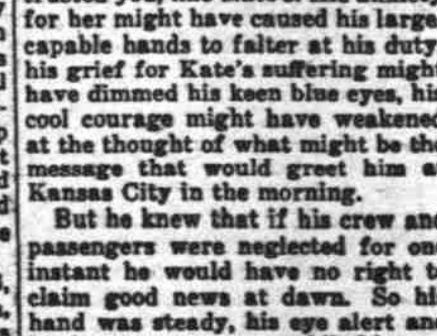 for her might have caused his large
capable hands to falter at his duty
his grief for Kate's suffering might
have dimmed his keen blue eyes, his
cool courage might have weakened
at the thought of what might be the
message that would greet him a
Kansas City in the morning.
But he knew that if his crew and
passengers were neglected for one
instant he would have no right t
claim good news at dawn. So hi
hand was steady, his eye alert and